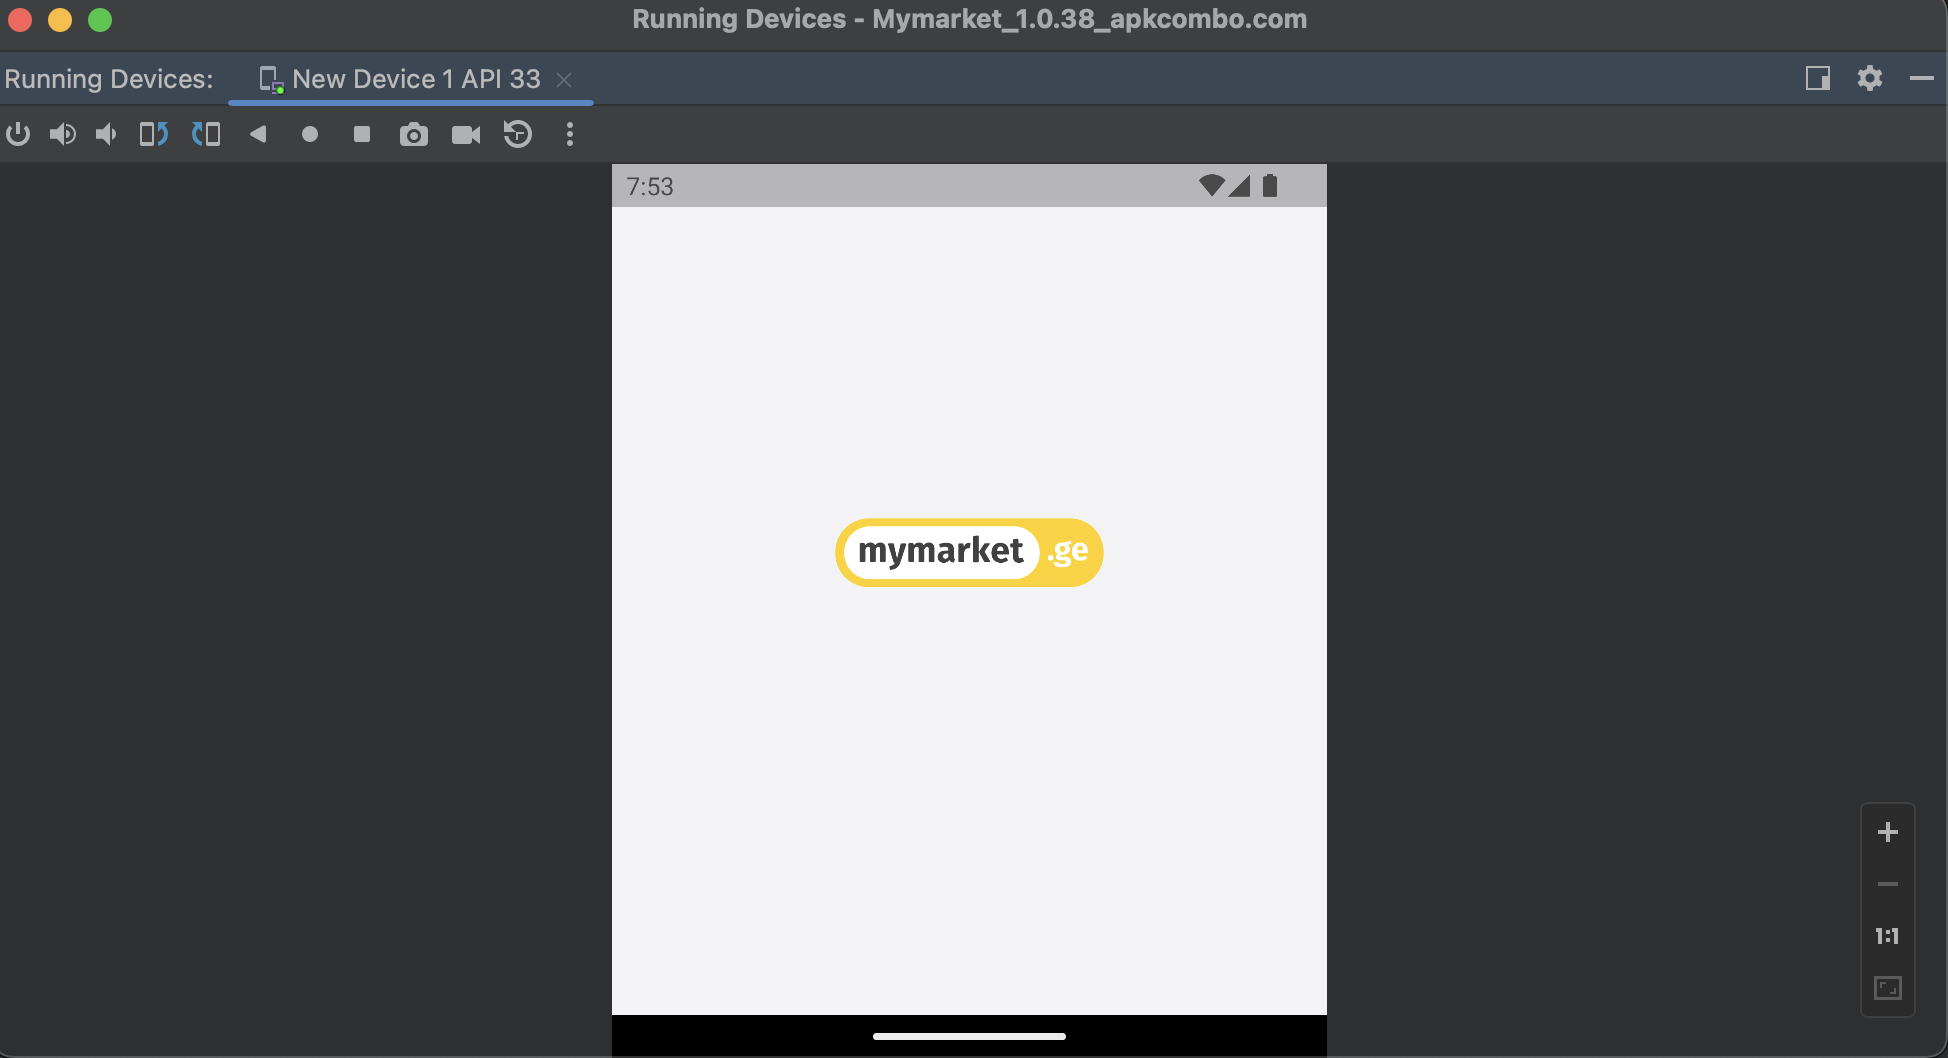 Running Devices - Mymarket_1.0.38_apkcombo.com
Running Devices:
New Device 1 API 33
7:53
mymarket .ge
1:1